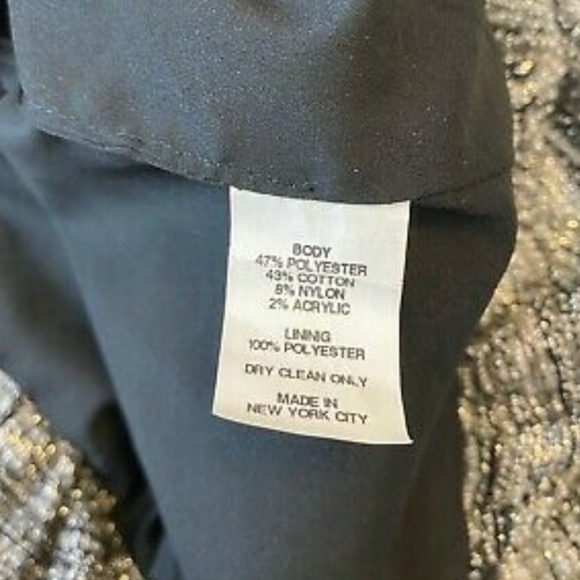 BODY
47% POLYESTER
43% COTTON
8% NYLON
2% ACRYLIC
LINNIG
100% POLYESTER
DRY CLEAN ONLY
MADE IN
NEW YORK CITY